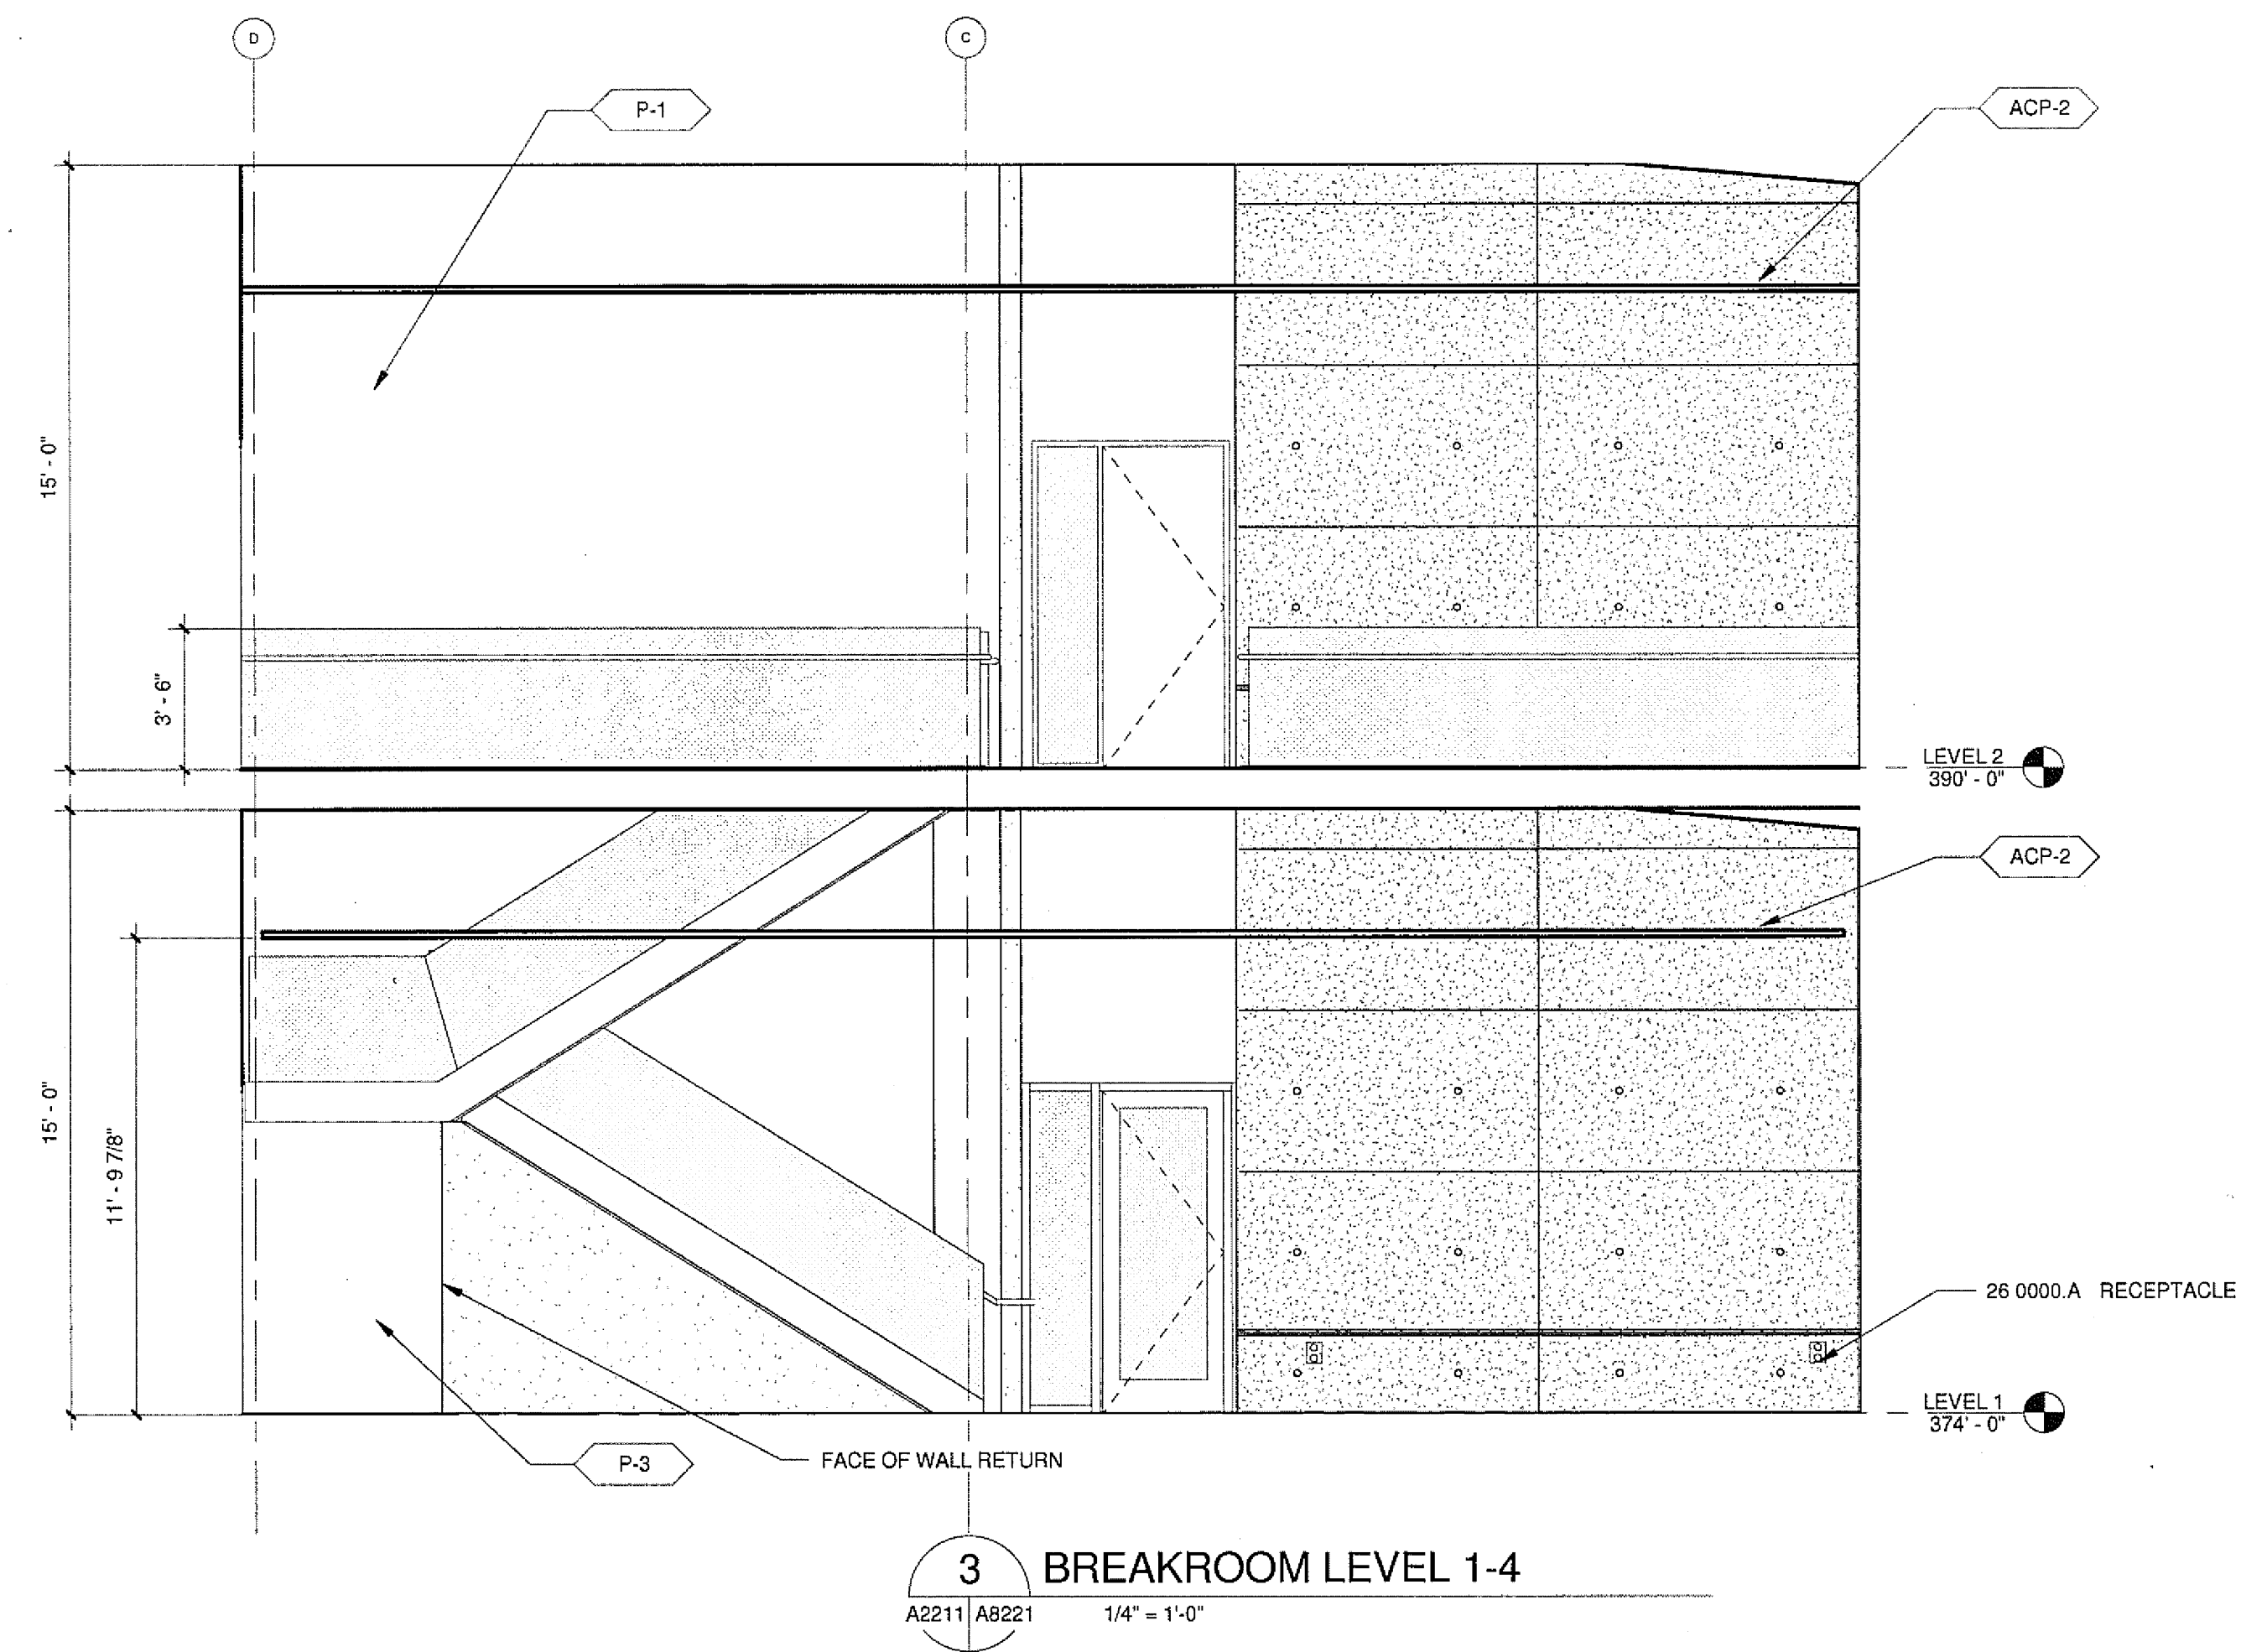 D
C
P-1
ACP-2
15' - 0"
3' - 6"
LEVEL 2
390' - 0"
ACP-2
15' - 0"
11' - 9 7/8"
26 0000.A RECEPTACLE
LEVEL 1
374' - 0"
FACE OF WALL RETURN
P-3
3
BREAKROOM LEVEL 1-4
A2211 A8221
1/4" = 1'-0"